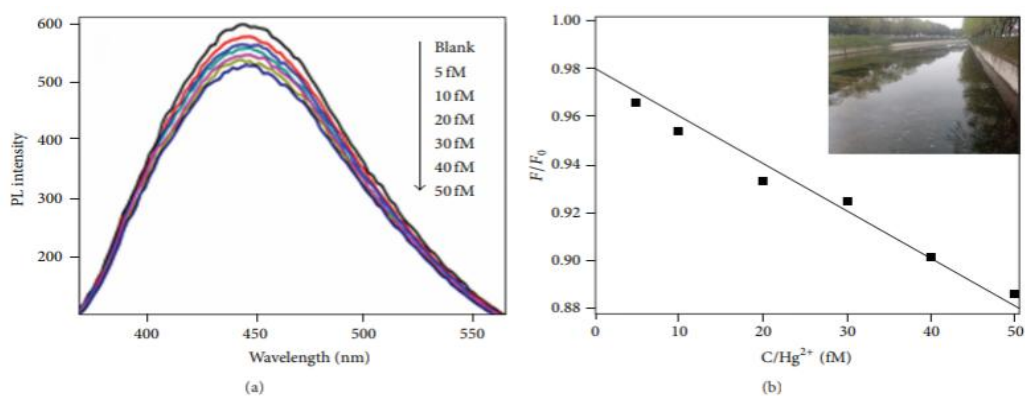 600
500
400
300
200
PL intensity
400
450
500
550
Wavelength (nm)
Blank
5 fM
10 fM
20 fM
30 fM
40 fM
50 fM
(a)
1.00
0.98
0.96
0.94
0.92
0.90
0.88
F/F0
0
10
20
30
40
50
C/Hg2+ (fM)
(b)